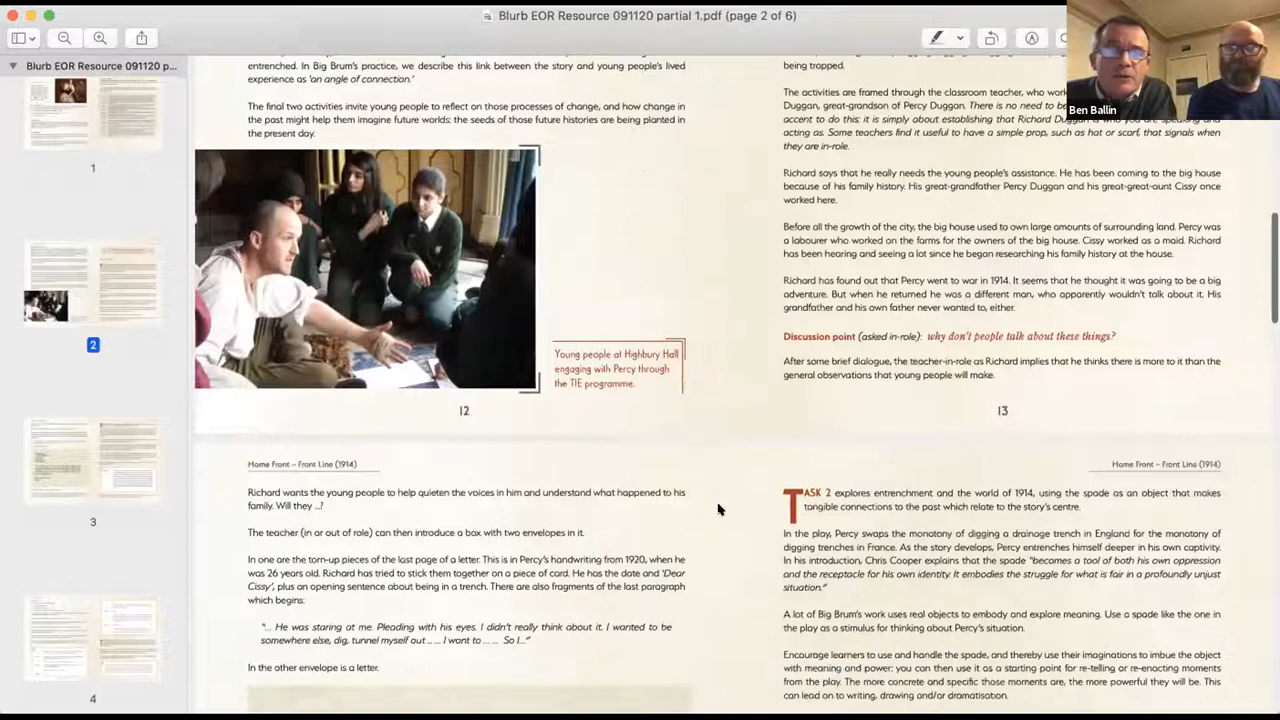 Blurb EOR Resource 091120 partial 1.pdf (page 2 of 6)
Blurb EOR Resource 091120 p...
1
2
3
4
Ben Ballin
entrenched. In Big Brum's practice, we describe this link between the story and young people's lived
experience as 'an angle of connection.'
The final two activities invite young people to reflect on those processes of change, and how change in
the past might help them imagine future worlds: the seeds of those future histories are being planted in
the present day.
Young people at Highbury Hall
engaging with Percy through
the TIE programme.
12
being trapped.
The activities are framed through the classroom teacher, who
Duggan, great-grandson of Percy Duggan. There is no need to
accent to do this: it is simply about establishing that Richard Duggan is who you are, speaking and
acting as. Some teachers find it useful to have a simple prop, such as hat or scarf, that signals when
they are in-role.
Richard says that he really needs the young people's assistance. He has been coming to the big house
because of his family history. His great-grandfather Percy Duggan and his great-great-aunt Cissy once
worked here.
Before all the growth of the city, the big house used to own large amounts of surrounding land. Percy was
a labourer who worked on the farms for the owners of the big house. Cissy worked as a maid. Richard
has been hearing and seeing a lot since he began researching his family history at the house.
Richard has found out that Percy went to war in 1914. It seems that he thought it was going to be a big
adventure. But when he returned he was a different man, who apparently wouldn't talk about it. His
grandfather and his own father never wanted to, either.
Discussion point (asked in-role): why don't people talk about these things?
After some brief dialogue, the teacher-in-role as Richard implies that he thinks there is more to it than the
general observations that young people will make.
13
Home Front – Front Line (1914)
Richard wants the young people to help quieten the voices in him and understand what happened to his
family. Will they ...?
The teacher (in or out of role) can then introduce a box with two envelopes in it.
In one are the torn-up pieces of the last page of a letter. This is in Percy's handwriting from 1920, when he
was 26 years old. Richard has tried to stick them together on a piece of card. He has the date and 'Dear
Cissy', plus an opening sentence about being in a trench. There are also fragments of the last paragraph
which begins:
"... He was staring at me. Pleading with his eyes. I didn't really think about it. I wanted to be
somewhere else, dig, tunnel myself out ... ... I want to ... ... So I..."
In the other envelope is a letter.
Home Front – Front Line (1914)
TASK 2 explores entrenchment and the world of 1914, using the spade as an object that makes
tangible connections to the past which relate to the story's centre.
In the play, Percy swaps the monotony of digging a drainage trench in England for the monotony of
digging trenches in France. As the story develops, Percy entrenches himself deeper in his own captivity.
In his introduction, Chris Cooper explains that the spade "becomes a tool of both his own oppression
and the receptacle for his own identity. It embodies the struggle for what is fair in a profoundly unjust
situation."
A lot of Big Brum's work uses real objects to embody and explore meaning. Use a spade like the one in
the play as a stimulus for thinking about Percy's situation.
Encourage learners to use and handle the spade, and thereby use their imaginations to imbue the object
with meaning and power: you can then use it as a starting point for re-telling or re-enacting moments
from the play. The more concrete and specific those moments are, the more powerful they will be. This
can lead on to writing, drawing and/or dramatisation.